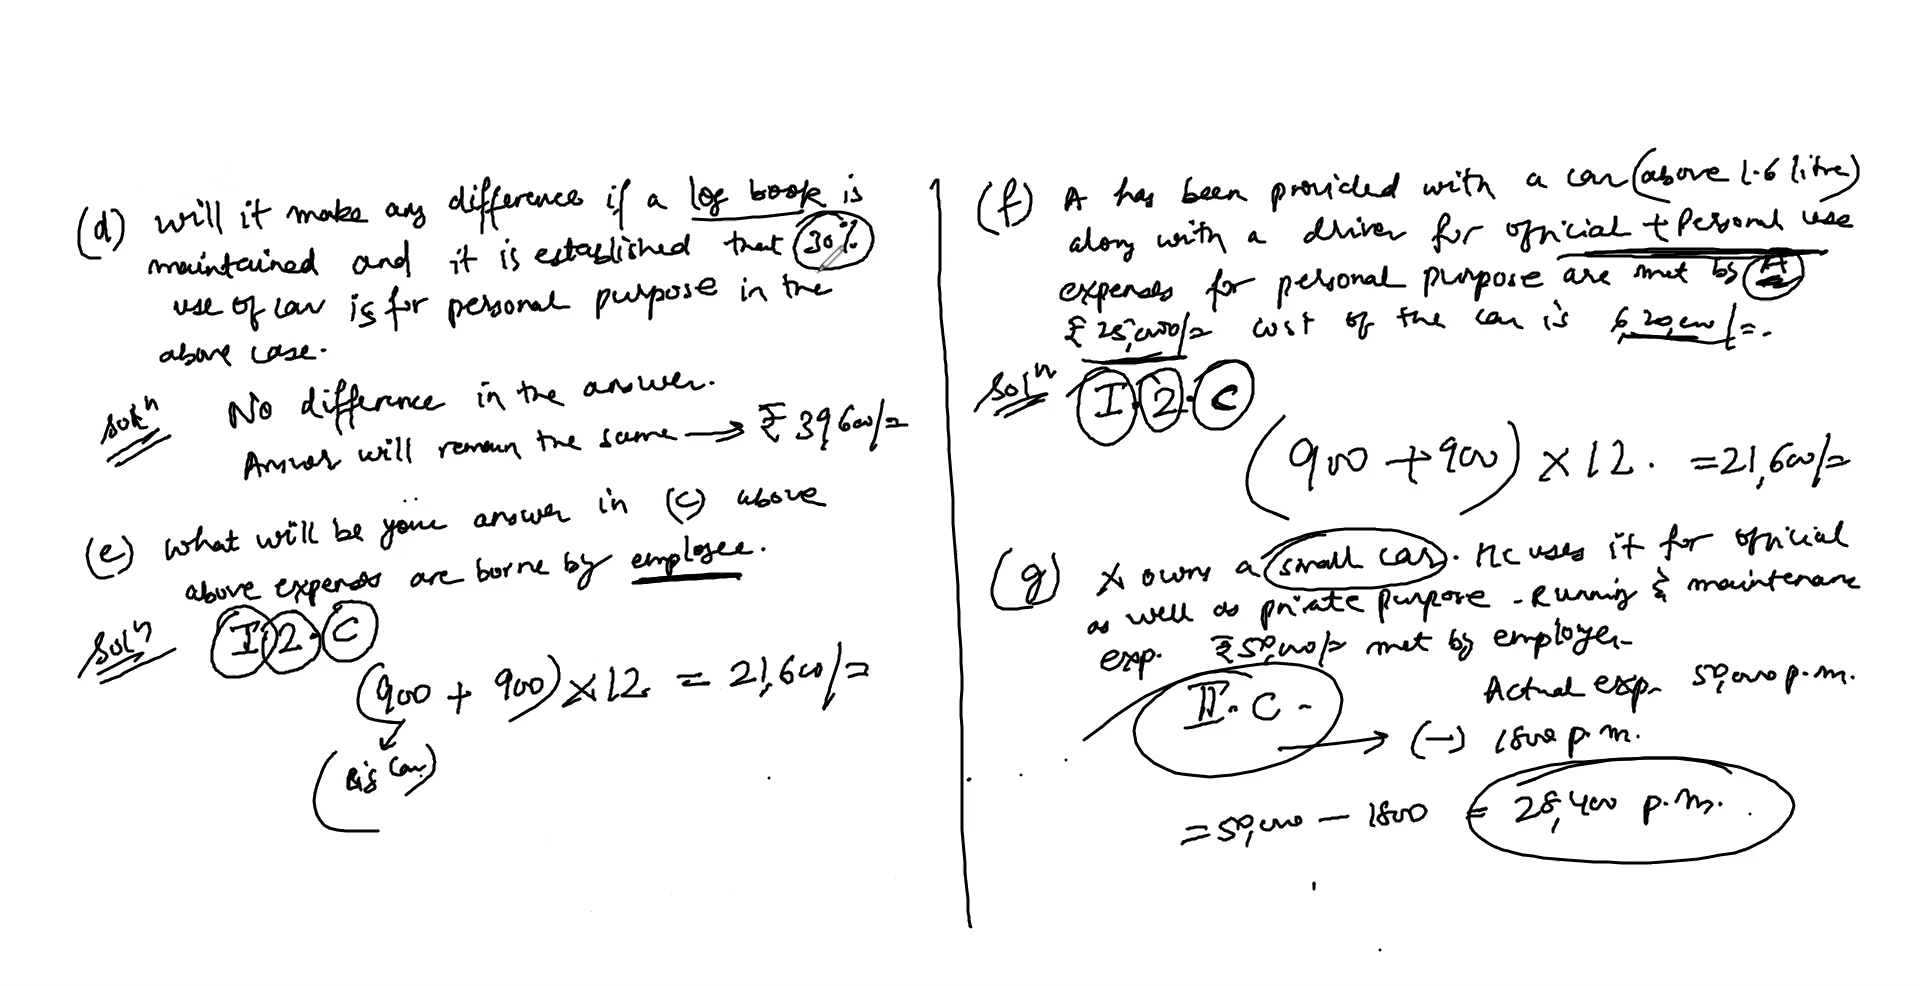 (d) will it make any difference if a log book is
maintained and it is established that 30%
use of car is for personal purpose in the
above case.
Solⁿ No difference in the answer.
Answer will remain the same → ₹ 39,600/=
(e) what will be your answer in (c) above
above expenses are borne by employee.
Solⁿ I.2.C
(900 + 900) × 12 = 21,600/=
(Big Car)
(f) A has been provided with a car (above 1.6 litre)
along with a driver for official + Personal use
expenses for personal purpose are met by A
₹ 25,000/= cost of the car is 6,20,000/=.
Solⁿ I.2.C
(900 + 900) × 12. = 21,600/=
(g) X owns a small car. He uses it for official
as well as private purpose - Running & maintenance
exp. ₹50,000/= met by employer-
II.C. Actual exp- 50,000 p.m.
→ (-) 1800 p.m.
= 50,000 - 1800 = 28,400 p.m.